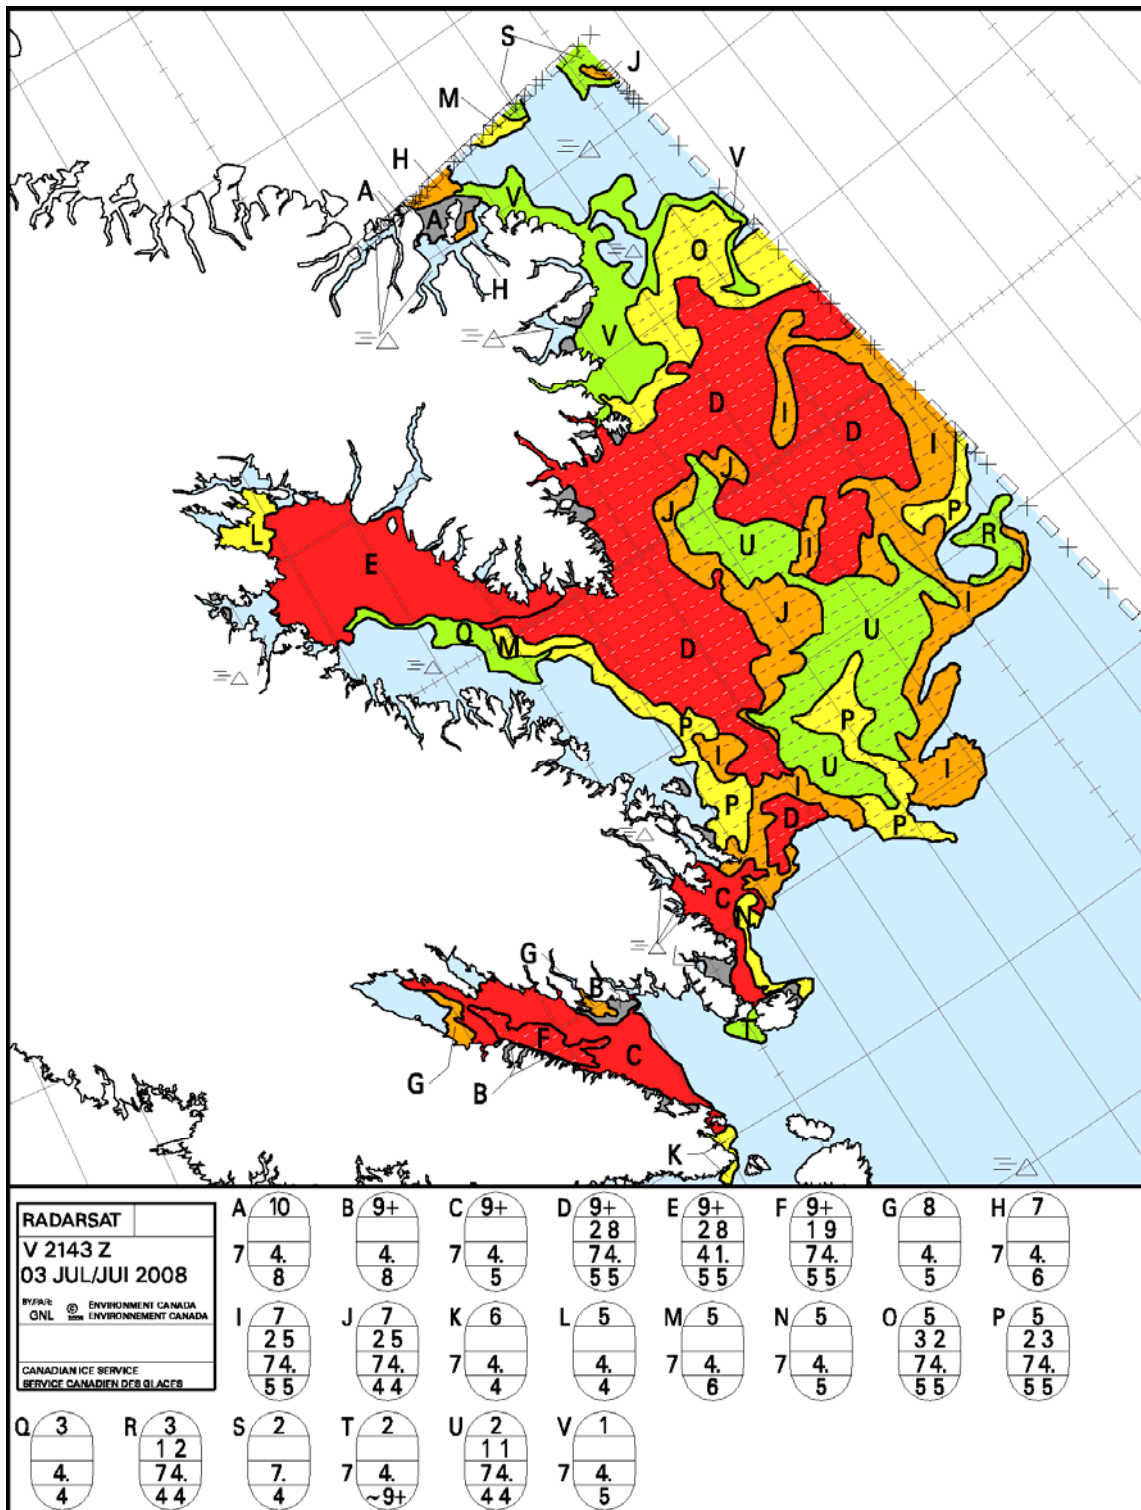 S
J
M
H
V
A
V
A
O
H
V
D
I
D
I
J
P
J
R
L
U
I
E
I
J
U
Q
M
D
P
P
I
U
I
I
P
D
P
C
N
G
B
T
F
C
G
B
K
RADARSAT
V 2143 Z
03 JUL/JUI 2008
BY/PAR:
GNL
© 2008 ENVIRONMENT CANADA
ENVIRONNEMENT CANADA
CANADIAN ICE SERVICE
SERVICE CANADIEN DES GLACES
A 10
7 4.
8
B 9+
4.
8
C 9+
7 4.
5
D 9+
2 8
7 4.
5 5
E 9+
2 8
4 1.
5 5
F 9+
1 9
7 4.
5 5
G 8
4.
5
H 7
7 4.
6
I 7
2 5
7 4.
5 5
J 7
2 5
7 4.
4 4
K 6
7 4.
4
L 5
4.
4
M 5
7 4.
6
N 5
7 4.
5
O 5
3 2
7 4.
5 5
P 5
2 3
7 4.
5 5
Q 3
4.
4
R 3
1 2
7 4.
4 4
S 2
7.
4
T 2
7 4.
~9+
U 2
1 1
7 4.
4 4
V 1
7 4.
5